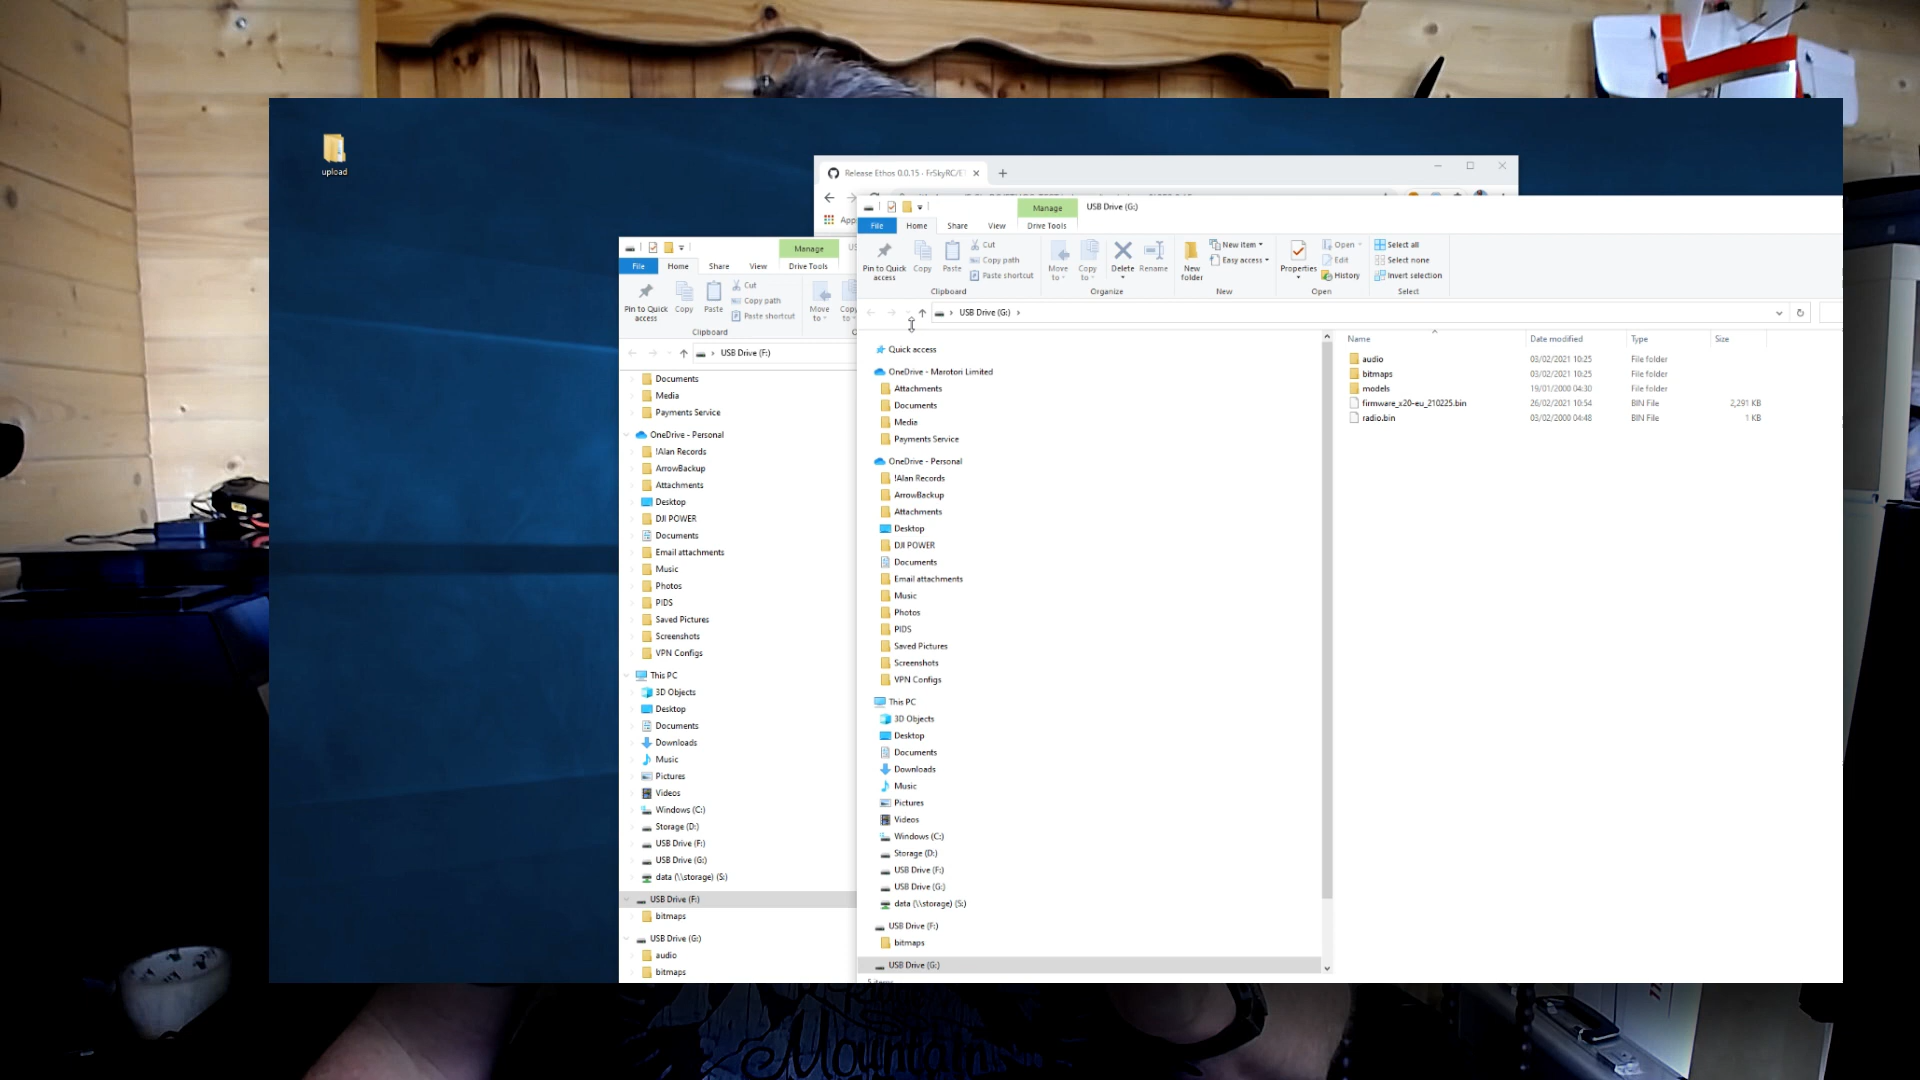 upload
Release Ethos 0.0.15 · FrSkyRC/E
Manage
USB Drive (G:)
File
Home
Share
View
Drive Tools
Pin to Quick access
Copy
Paste
Cut
Copy path
Paste shortcut
Move to
Copy to
Delete
Rename
New folder
New item
Easy access
Properties
Open
Edit
History
Select all
Select none
Invert selection
Clipboard
Organize
New
Open
Select
USB Drive (G:)
Quick access
OneDrive - Marotori Limited
Attachments
Documents
Media
Payments Service
OneDrive - Personal
!Alan Records
ArrowBackup
Attachments
Desktop
DJI POWER
Documents
Email attachments
Music
Photos
PIDS
Saved Pictures
Screenshots
VPN Configs
This PC
3D Objects
Desktop
Documents
Downloads
Music
Pictures
Videos
Windows (C:)
Storage (D:)
USB Drive (F:)
USB Drive (G:)
data (\\storage) (S:)
USB Drive (F:)
bitmaps
USB Drive (G:)
Name Date modified Type Size
audio 03/02/2021 10:25 File folder
bitmaps 03/02/2021 10:25 File folder
models 19/01/2000 04:30 File folder
firmware_x20-eu_210225.bin 26/02/2021 10:54 BIN File 2,291 KB
radio.bin 03/02/2000 04:48 BIN File 1 KB
Manage
File
Home
Share
View
Drive Tools
Pin to Quick access
Copy
Paste
Cut
Copy path
Paste shortcut
Move to
Clipboard
USB Drive (F:)
Documents
Media
Payments Service
OneDrive - Personal
!Alan Records
ArrowBackup
Attachments
Desktop
DJI POWER
Documents
Email attachments
Music
Photos
PIDS
Saved Pictures
Screenshots
VPN Configs
This PC
3D Objects
Desktop
Documents
Downloads
Music
Pictures
Videos
Windows (C:)
Storage (D:)
USB Drive (F:)
USB Drive (G:)
data (\\storage) (S:)
USB Drive (F:)
bitmaps
USB Drive (G:)
audio
bitmaps
Mountain